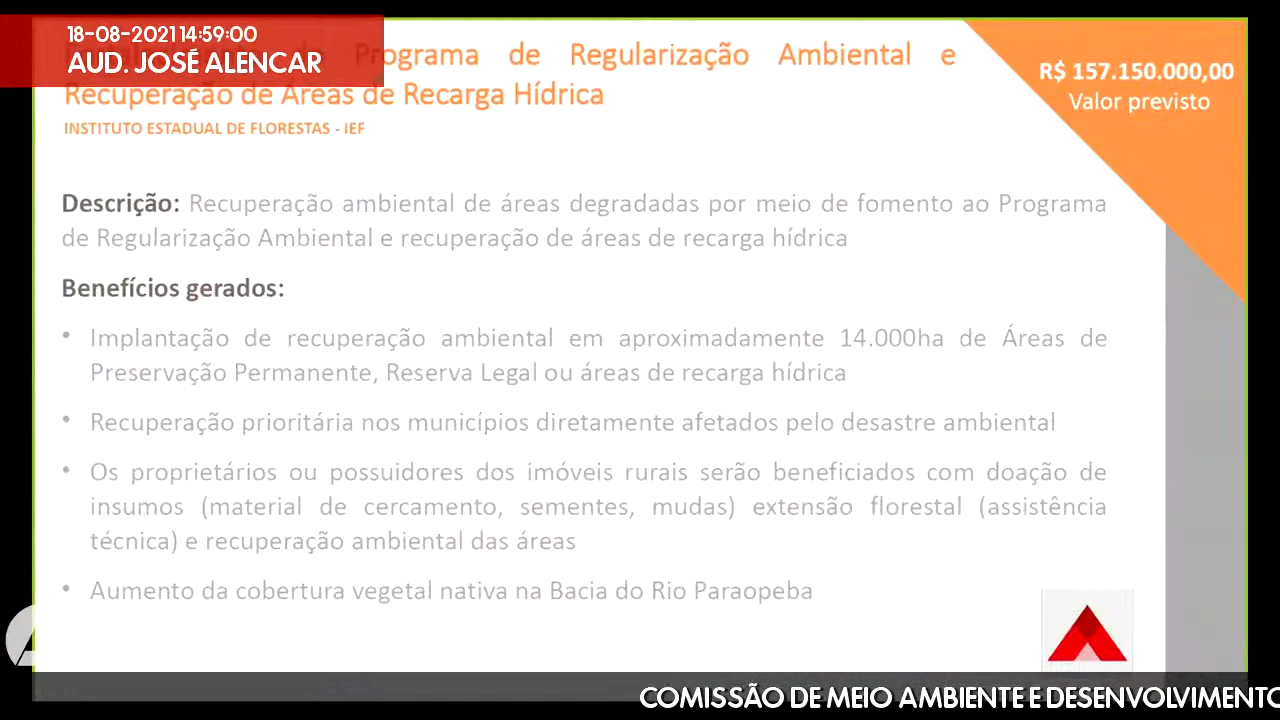 18-08-2021 14:59:00
AUD. JOSÉ ALENCAR
Programa de Regularização Ambiental e
Recuperação de Áreas de Recarga Hídrica
INSTITUTO ESTADUAL DE FLORESTAS - IEF
R$ 157.150.000,00
Valor previsto
Descrição: Recuperação ambiental de áreas degradadas por meio de fomento ao Programa
de Regularização Ambiental e recuperação de áreas de recarga hídrica
Benefícios gerados:
• Implantação de recuperação ambiental em aproximadamente 14.000ha de Áreas de
Preservação Permanente, Reserva Legal ou áreas de recarga hídrica
• Recuperação prioritária nos municípios diretamente afetados pelo desastre ambiental
• Os proprietários ou possuidores dos imóveis rurais serão beneficiados com doação de
insumos (material de cercamento, sementes, mudas) extensão florestal (assistência
técnica) e recuperação ambiental das áreas
• Aumento da cobertura vegetal nativa na Bacia do Rio Paraopeba
COMISSÃO DE MEIO AMBIENTE E DESENVOLVIMENTO